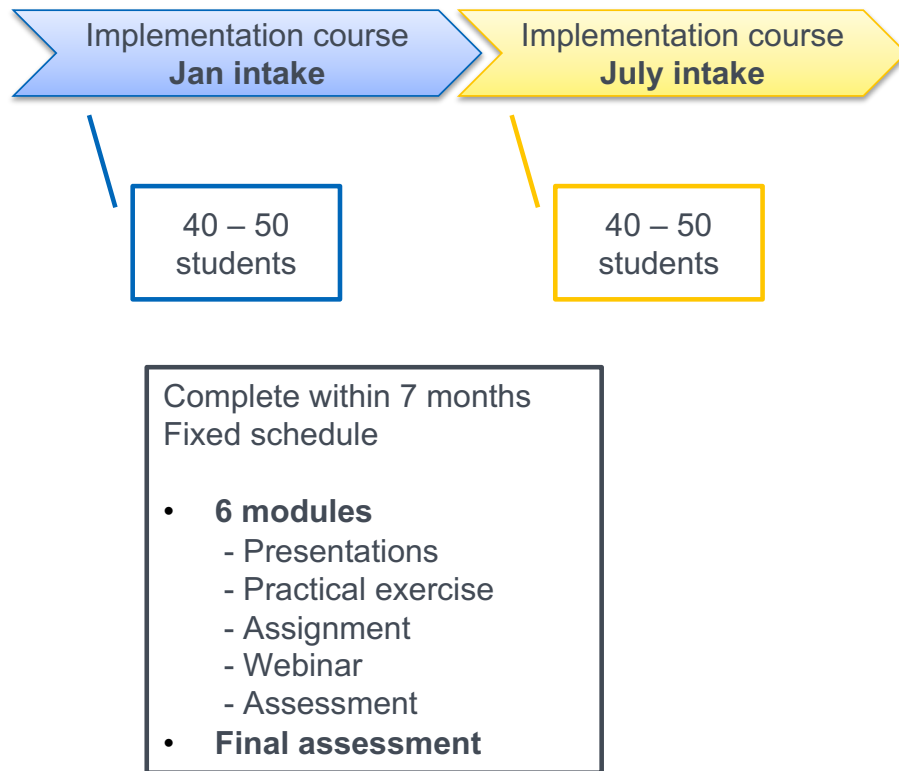 Implementation course
Jan intake
Implementation course
July intake
40 – 50
students
40 – 50
students
Complete within 7 months
Fixed schedule
• 6 modules
- Presentations
- Practical exercise
- Assignment
- Webinar
- Assessment
• Final assessment